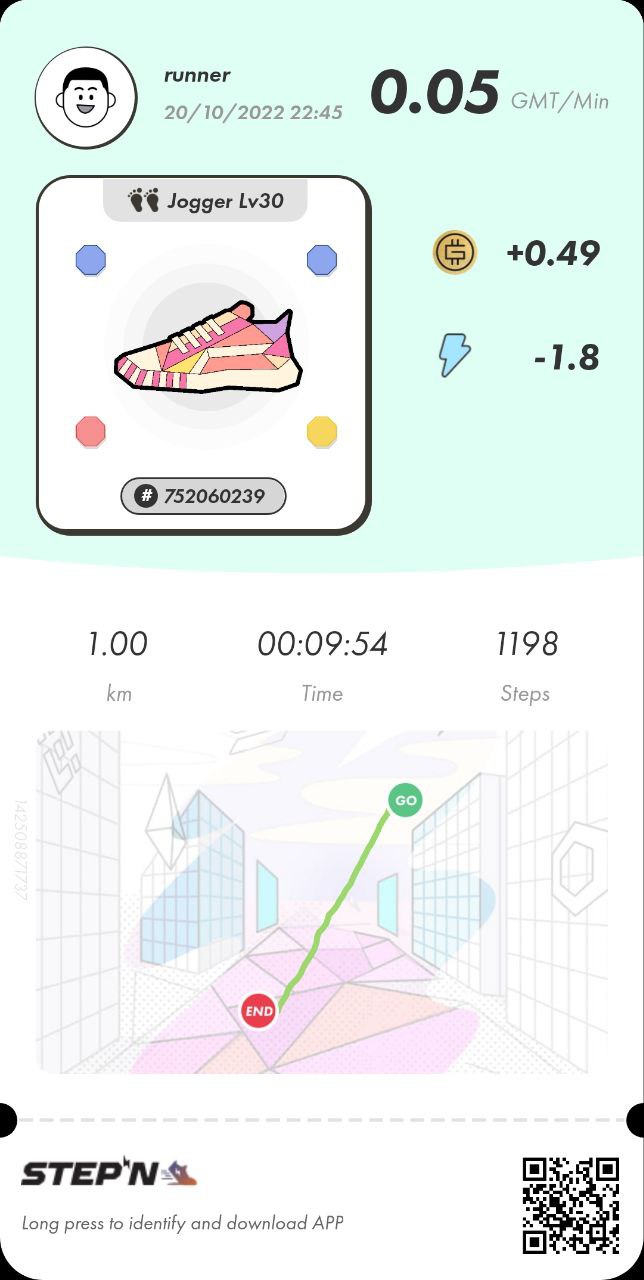 runner
20/10/2022 22:45
0.05 GMT/Min
Jogger Lv30
+0.49
-1.8
# 752060239
1.00
00:09:54
1198
km
Time
Steps
GO
END
STEP'N
Long press to identify and download APP